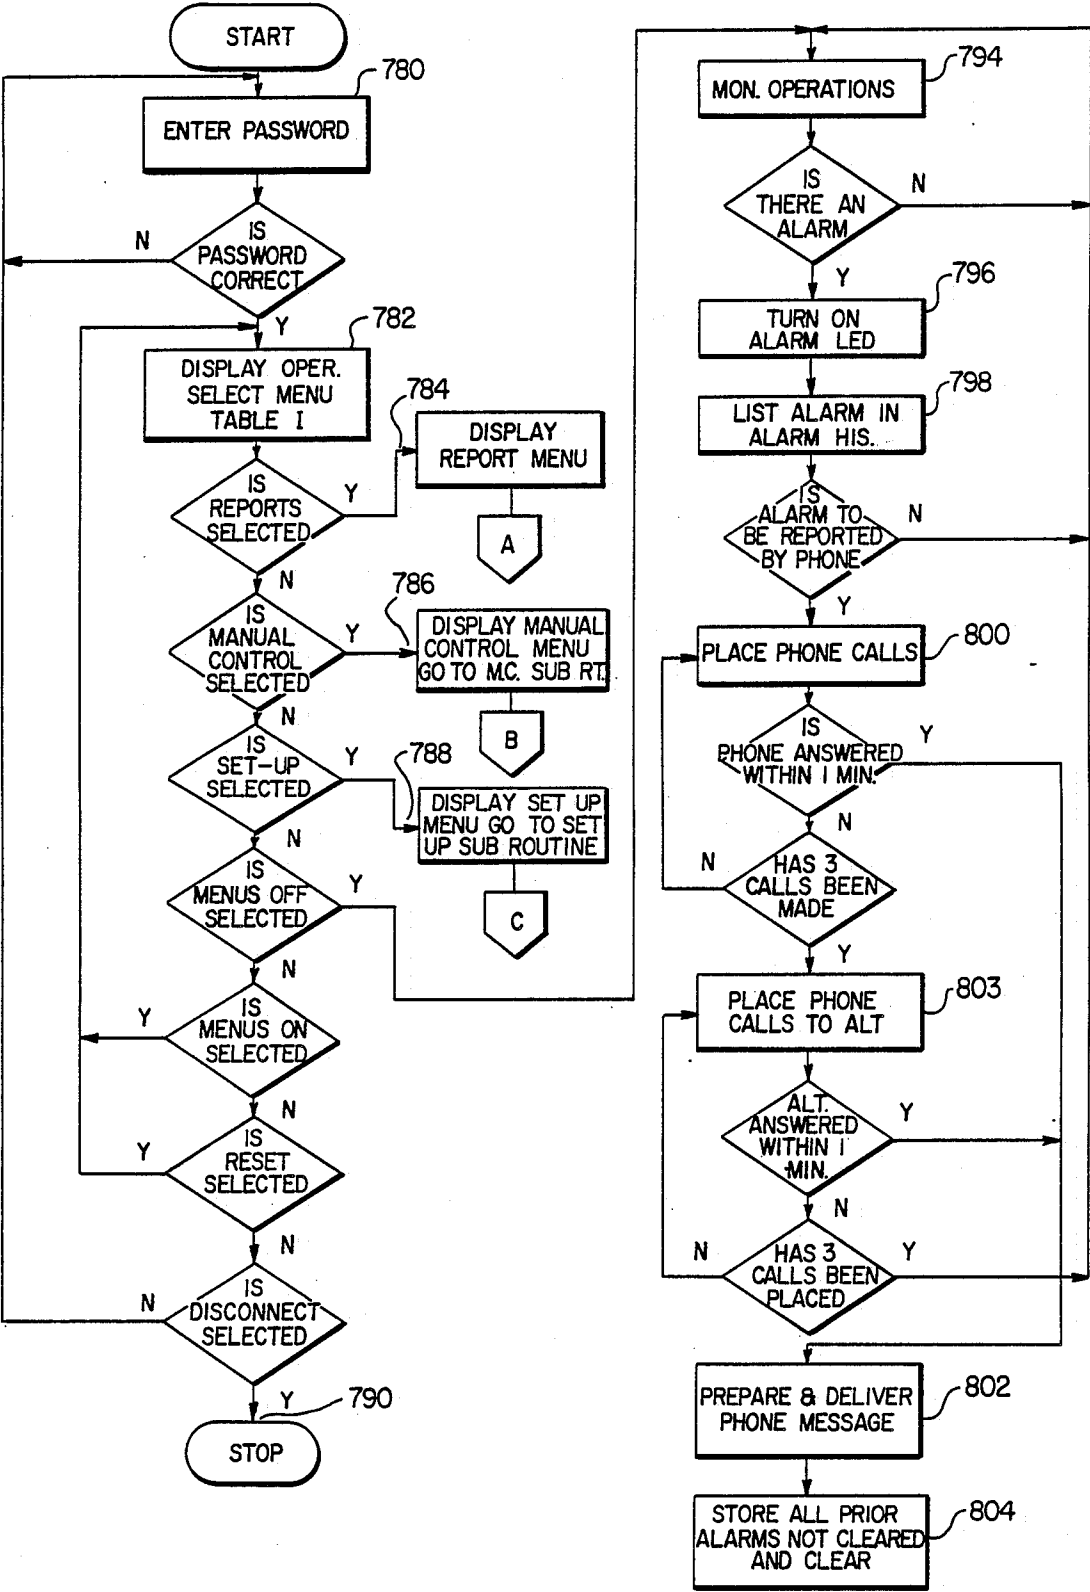 START
780
ENTER PASSWORD
IS
PASSWORD
CORRECT
N
Y
782
DISPLAY OPER.
SELECT MENU
TABLE I
784
DISPLAY
REPORT MENU
A
IS
REPORTS
SELECTED
Y
N
786
IS
MANUAL
CONTROL
SELECTED
Y
DISPLAY MANUAL
CONTROL MENU
GO TO M.C. SUB RT.
B
N
IS
SET-UP
SELECTED
Y
788
DISPLAY SET UP
MENU GO TO SET
UP SUB ROUTINE
C
N
IS
MENUS OFF
SELECTED
Y
N
IS
MENUS ON
SELECTED
Y
N
IS
RESET
SELECTED
Y
N
IS
DISCONNECT
SELECTED
N
Y
790
STOP
794
MON. OPERATIONS
IS
THERE AN
ALARM
N
Y
796
TURN ON
ALARM LED
798
LIST ALARM IN
ALARM HIS.
IS
ALARM TO
BE REPORTED
BY PHONE
N
Y
800
PLACE PHONE CALLS
IS
PHONE ANSWERED
WITHIN 1 MIN.
Y
N
HAS 3
CALLS BEEN
MADE
N
Y
803
PLACE PHONE
CALLS TO ALT
ALT.
ANSWERED
WITHIN 1
MIN.
Y
N
HAS 3
CALLS BEEN
PLACED
N
Y
802
PREPARE & DELIVER
PHONE MESSAGE
804
STORE ALL PRIOR
ALARMS NOT CLEARED
AND CLEAR